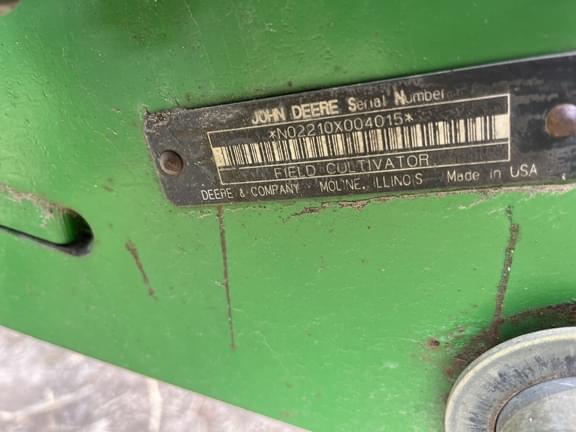 JOHN DEERE Serial Number
*N02210X004015*
FIELD CULTIVATOR
DEERE & COMPANY MOLINE, ILLINOIS Made in USA